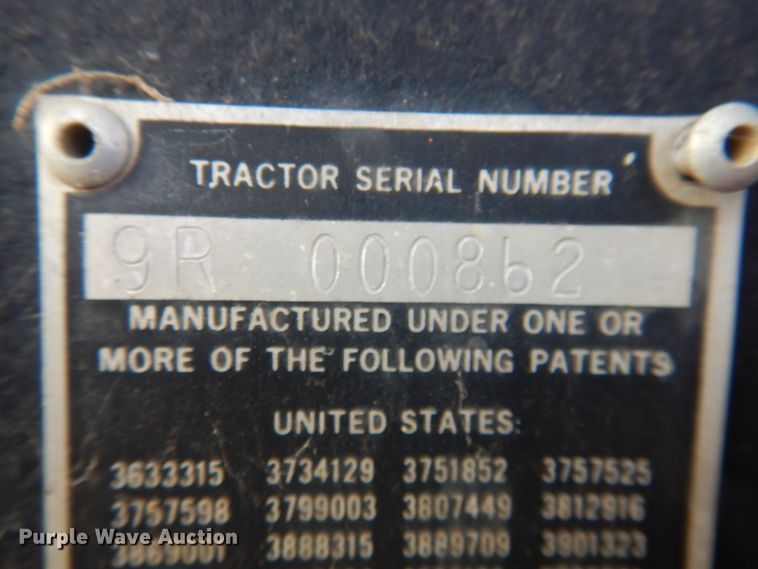 TRACTOR SERIAL NUMBER
9R 000862
MANUFACTURED UNDER ONE OR
MORE OF THE FOLLOWING PATENTS
UNITED STATES:
3633315 3734129 3751852 3757525
3757598 3799003 3807449 3812916
3888315 3889709 3901323
Purple Wave Auction